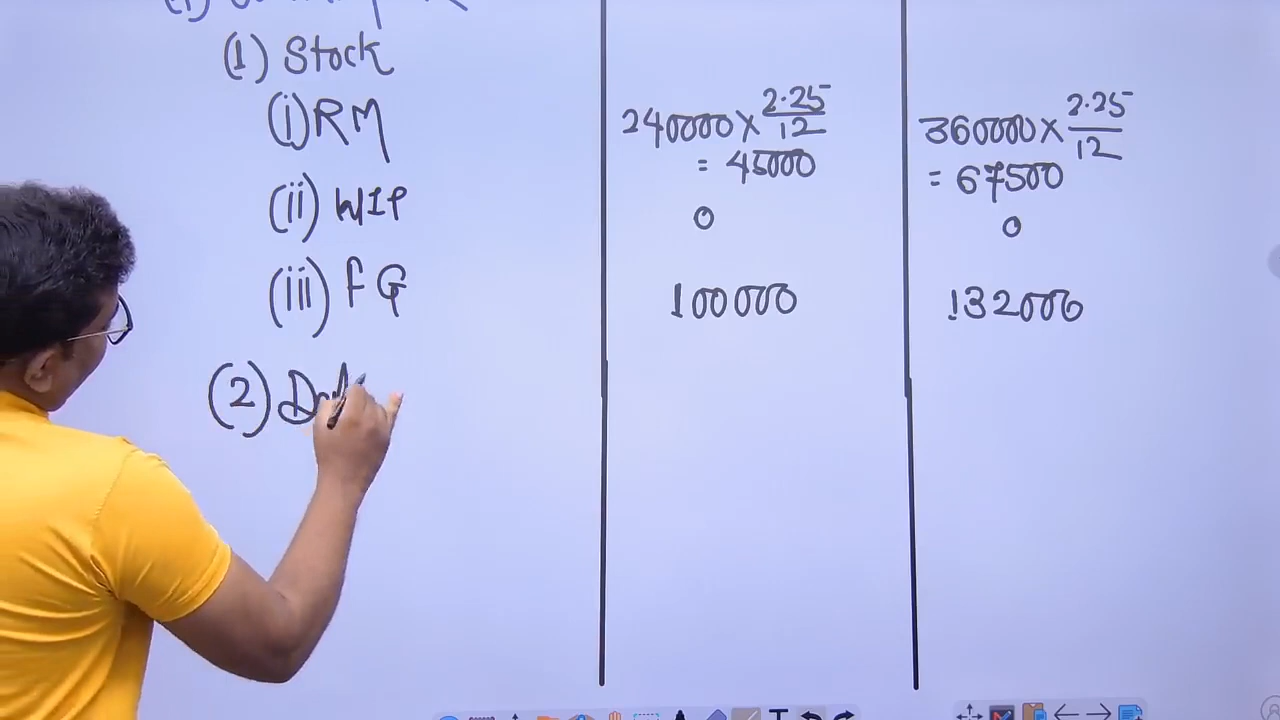 (1) Stock
(i) RM
240000 × 2.25/12
360000 × 2.25/12
= 45000
= 67500
(ii) WIP
0
0
(iii) FG
100000
132000
(2)